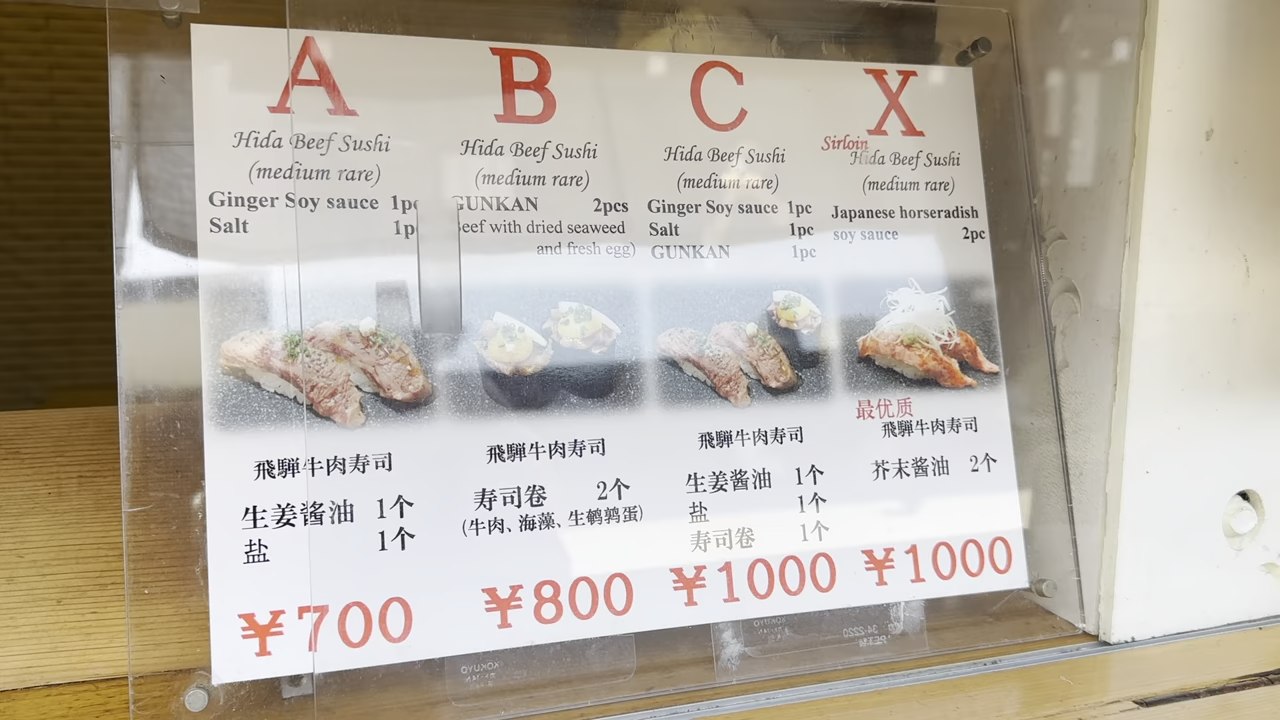 A
Hida Beef Sushi
(medium rare)
Ginger Soy sauce 1pc
Salt 1p
飛騨牛肉寿司
生姜酱油 1个
盐 1个
¥700
B
Hida Beef Sushi
(medium rare)
GUNKAN 2pcs
eef with dried seaweed
and fresh egg)
飛騨牛肉寿司
寿司卷 2个
(牛肉、海藻、生鹌鹑蛋)
¥800
C
Hida Beef Sushi
(medium rare)
Ginger Soy sauce 1pc
Salt 1pc
GUNKAN 1pc
飛騨牛肉寿司
生姜酱油 1个
盐 1个
寿司卷 1个
¥1000
X
Sirloin
Hida Beef Sushi
(medium rare)
Japanese horseradish
soy sauce 2pc
最优质
飛騨牛肉寿司
芥末酱油 2个
¥1000
KOKUYO
34-2220
KOKUYO